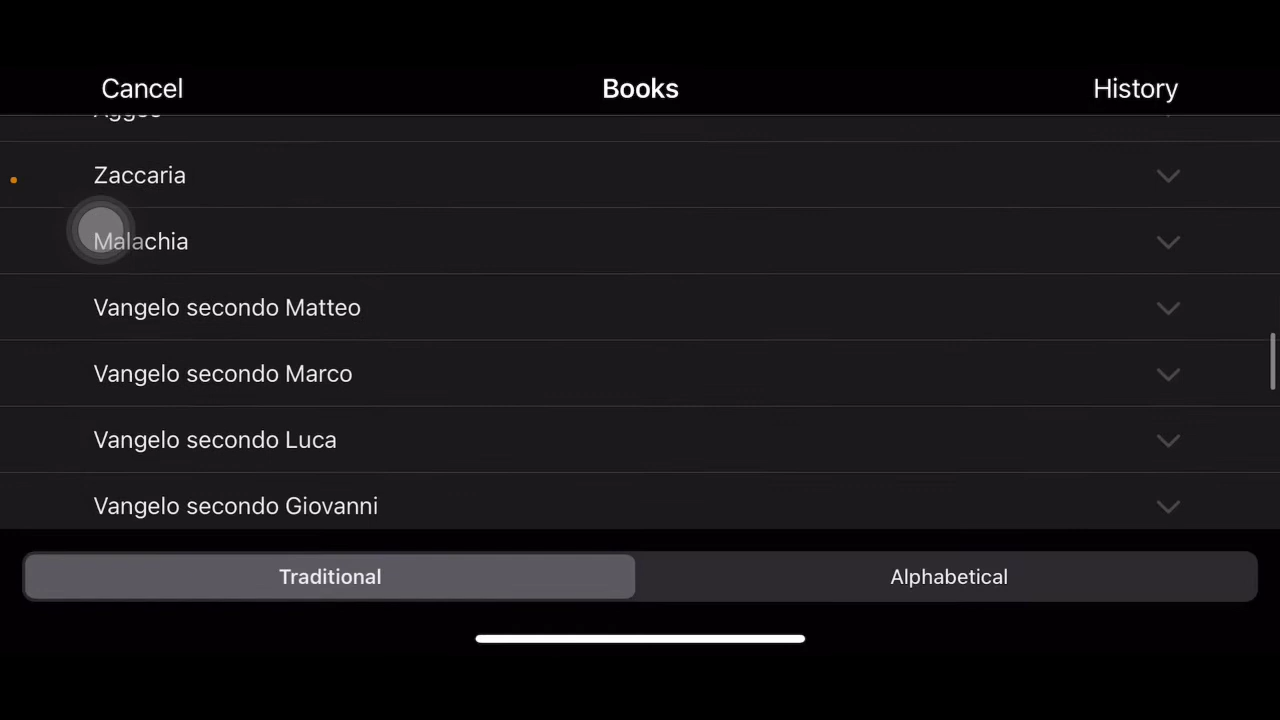 Cancel
Books
History
Zaccaria
Malachia
Vangelo secondo Matteo
Vangelo secondo Marco
Vangelo secondo Luca
Vangelo secondo Giovanni
Traditional
Alphabetical